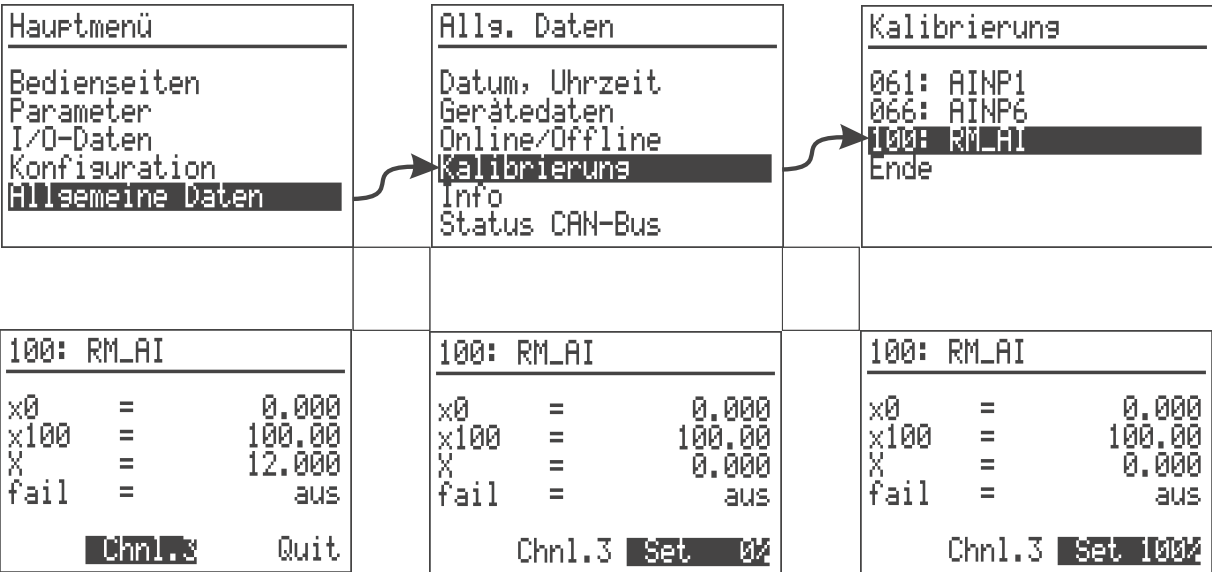 Hauptmenü
Bedienseiten
Parameter
I/O-Daten
Konfiguration
Allgemeine Daten
Allg. Daten
Datum, Uhrzeit
Gerätedaten
Online/Offline
Kalibrierung
Info
Status CAN-Bus
Kalibrierung
061: AINP1
066: AINP6
100: RM_AI
Ende
100: RM_AI
x0 = 0.000
x100 = 100.00
X = 12.000
fail = aus
Chnl.3 Quit
100: RM_AI
x0 = 0.000
x100 = 100.00
X = 0.000
fail = aus
Chnl.3 Set 0%
100: RM_AI
x0 = 0.000
x100 = 100.00
X = 0.000
fail = aus
Chnl.3 Set 100%